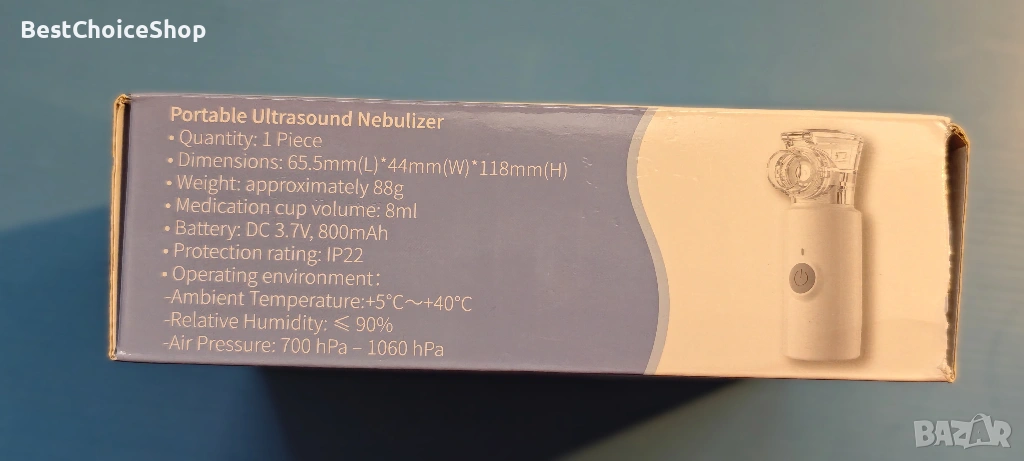 BestChoiceShop
Portable Ultrasound Nebulizer
• Quantity: 1 Piece
• Dimensions: 65.5mm(L)*44mm(W)*118mm(H)
• Weight: approximately 88g
• Medication cup volume: 8ml
• Battery: DC 3.7V, 800mAh
• Protection rating: IP22
• Operating environment:
-Ambient Temperature:+5°C~+40°C
-Relative Humidity: ≤ 90%
-Air Pressure: 700 hPa – 1060 hPa
BAZAR